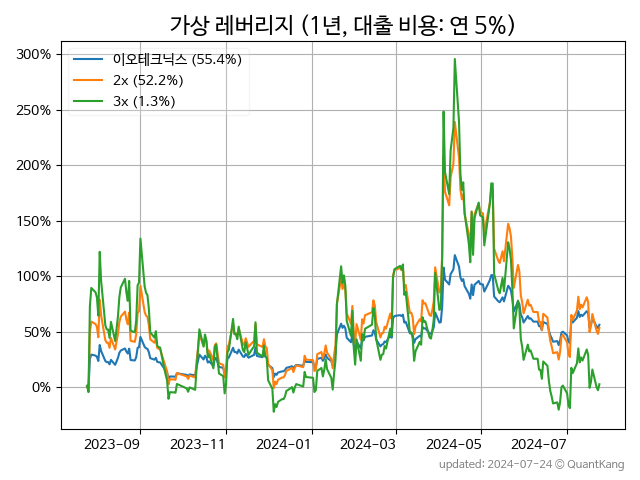 가상 레버리지 (1년, 대출 비용: 연 5%)
300%
250%
200%
150%
100%
50%
0%
이오테크닉스 (55.4%)
2x (52.2%)
3x (1.3%)
2023-09
2023-11
2024-01
2024-03
2024-05
2024-07
updated: 2024-07-24 © QuantKang